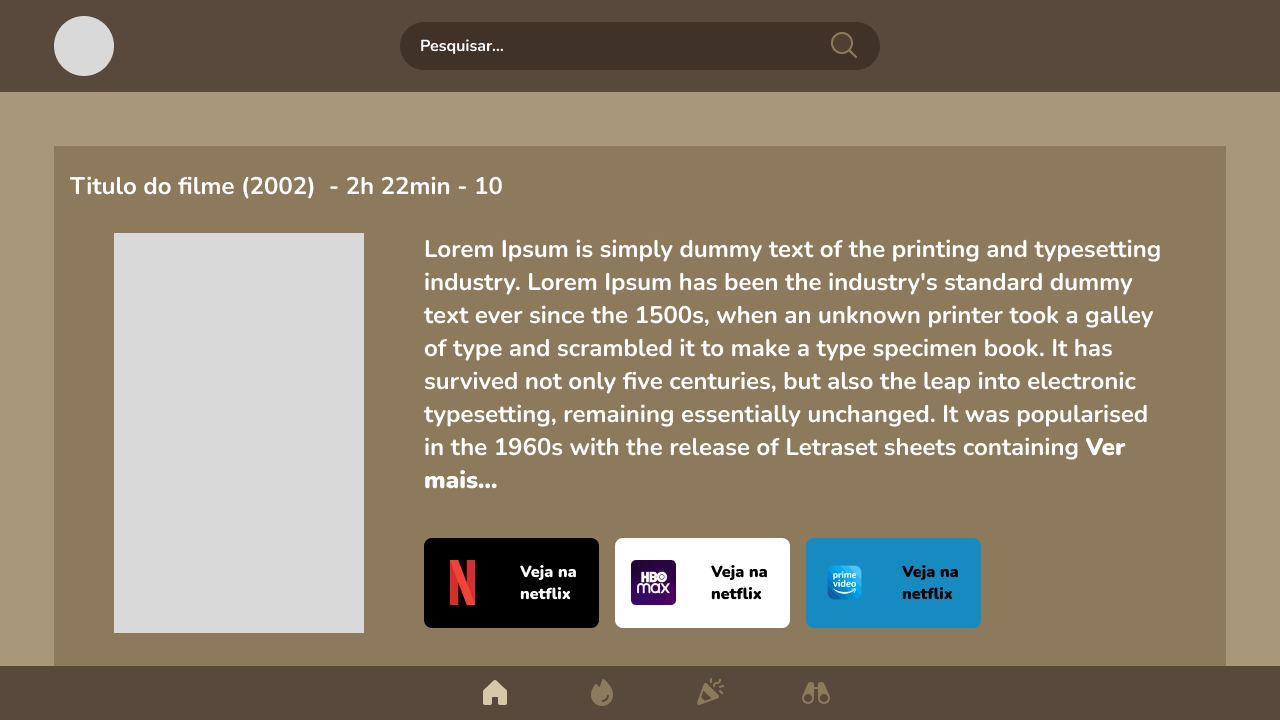 Pesquisar...
Titulo do filme (2002)  - 2h 22min - 10
Lorem Ipsum is simply dummy text of the printing and typesetting
industry. Lorem Ipsum has been the industry's standard dummy
text ever since the 1500s, when an unknown printer took a galley
of type and scrambled it to make a type specimen book. It has
survived not only five centuries, but also the leap into electronic
typesetting, remaining essentially unchanged. It was popularised
in the 1960s with the release of Letraset sheets containing Ver
mais...
N
Veja na
netflix
HBO
max
Veja na
netflix
prime
video
Veja na
netflix